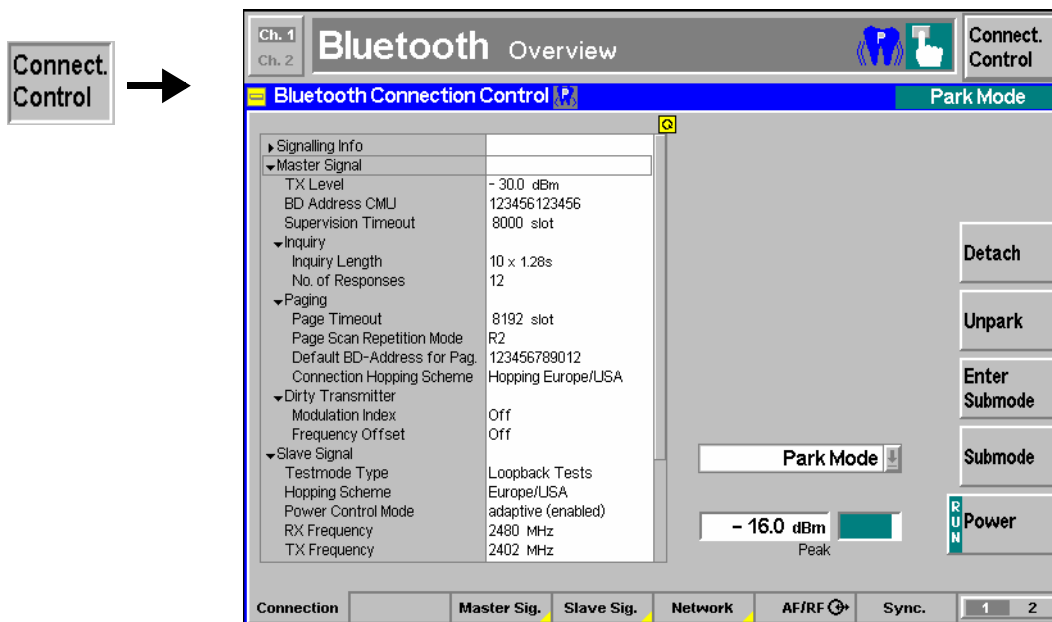 Connect.
Control
Ch. 1
Ch. 2
Bluetooth Overview
P
Connect.
Control
Bluetooth Connection Control P
Park Mode
Signalling Info
Master Signal
TX Level - 30.0 dBm
BD Address CMU 123456123456
Supervision Timeout 8000 slot
Inquiry
Inquiry Length 10 x 1.28s
No. of Responses 12
Paging
Page Timeout 8192 slot
Page Scan Repetition Mode R2
Default BD-Address for Pag. 123456789012
Connection Hopping Scheme Hopping Europe/USA
Dirty Transmitter
Modulation Index Off
Frequency Offset Off
Slave Signal
Testmode Type Loopback Tests
Hopping Scheme Europe/USA
Power Control Mode adaptive (enabled)
RX Frequency 2480 MHz
TX Frequency 2402 MHz
Park Mode
- 16.0 dBm
Peak
Detach
Unpark
Enter
Submode
Submode
RUN
Power
Connection
Master Sig.
Slave Sig.
Network
AF/RF
Sync.
1 2